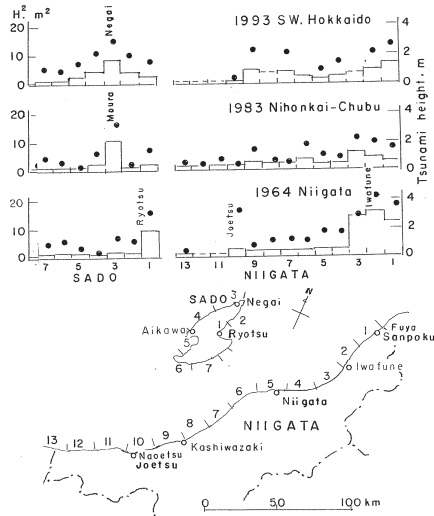 H², m²
1993 SW. Hokkaido
Negai
20
10
0
4
2
0
1983 Nihonkai-Chubu
Moura
20
10
0
4
2
0
Tsunami height, m
1964 Niigata
Ryotsu
Joetsu
Iwafune
20
10
0
4
2
0
7 5 3 1
13 11 9 7 5 3 1
SADO
NIIGATA
SADO 3 Negai
4 2
Aikawa 1 Ryotsu
5
6 7
N
1 Fuya
Sanpoku
2
Iwafune
3
6 5 4
Niigata
7
NIIGATA
8
13 12 11 10 9
Kashiwazaki
Naoetsu
Joetsu
0 50 100 km